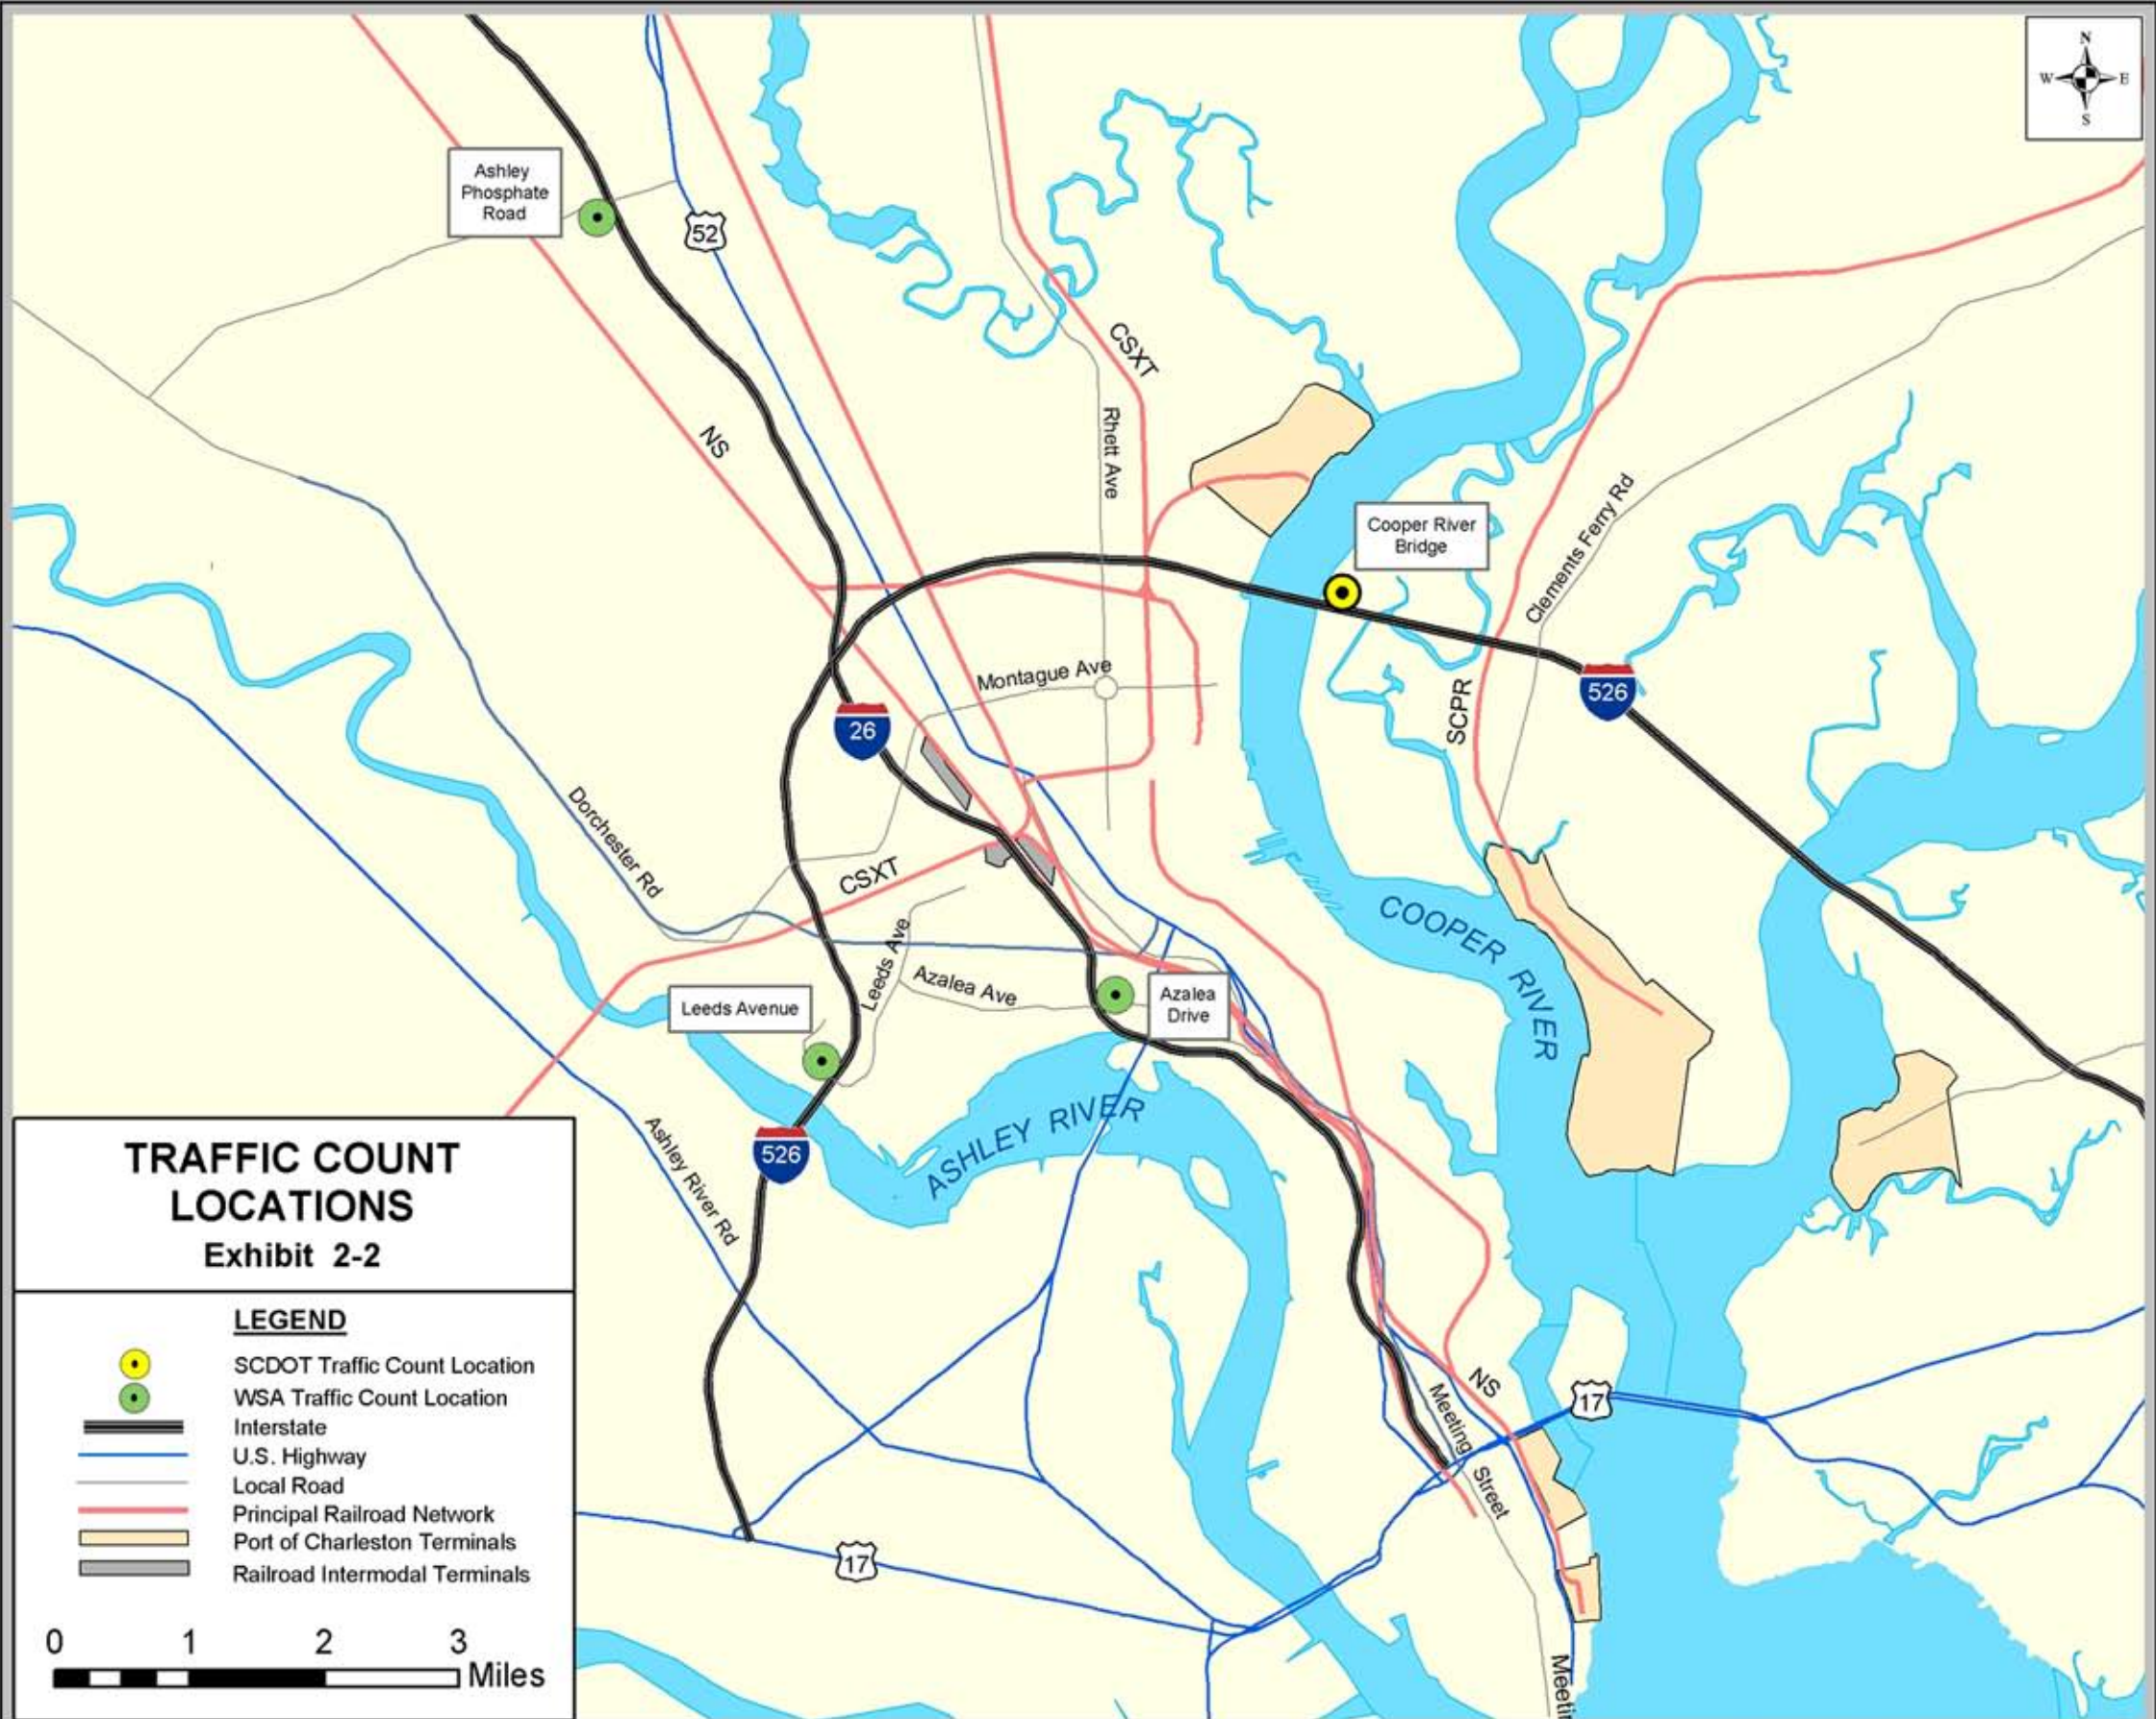 N
W E
S
Ashley
Phosphate
Road
52
CSXT
NS
Rhett Ave
Cooper River
Bridge
Clements Ferry Rd
Montague Ave
526
SCPR
26
Dorchester Rd
CSXT
COOPER RIVER
Leeds Ave
Azalea Ave
Leeds Avenue
Azalea
Drive
ASHLEY RIVER
526
Ashley River Rd
NS
17
Meeting Street
17
Meetin
TRAFFIC COUNT
LOCATIONS
Exhibit 2-2
LEGEND
SCDOT Traffic Count Location
WSA Traffic Count Location
Interstate
U.S. Highway
Local Road
Principal Railroad Network
Port of Charleston Terminals
Railroad Intermodal Terminals
0 1 2 3
Miles